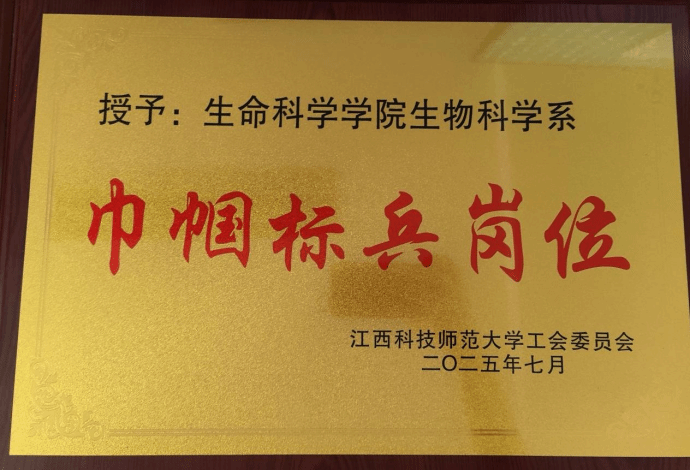 授予：生命科学学院生物科学系
巾帼标兵岗位
江西科技师范大学工会委员会
二〇二五年七月